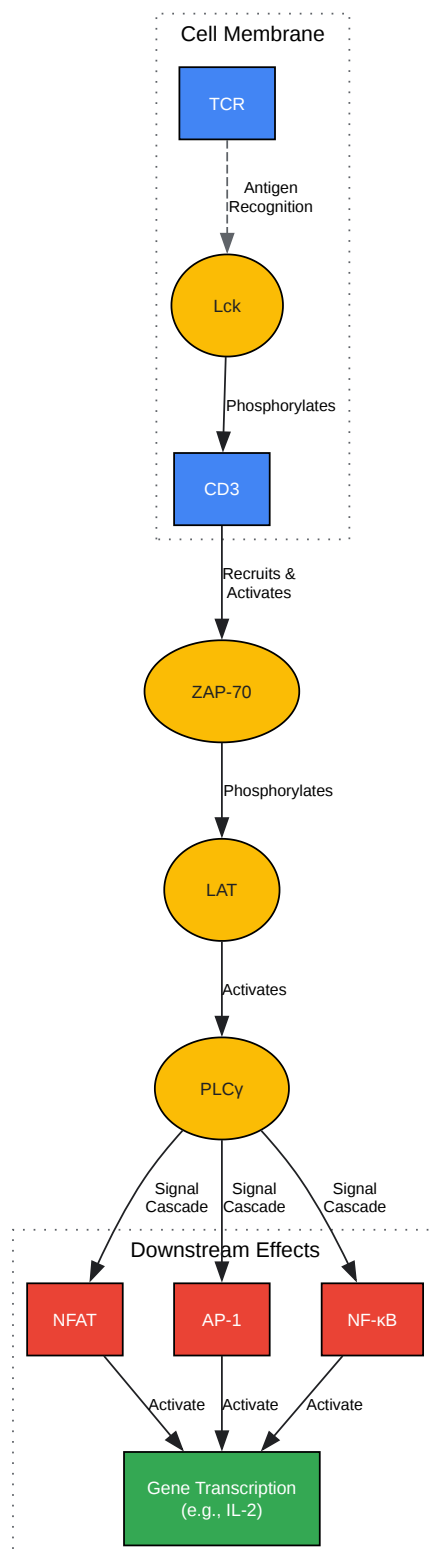 Cell Membrane
TCR
Antigen
Recognition
Lck
Phosphorylates
CD3
Recruits &
Activates
ZAP-70
Phosphorylates
LAT
Activates
PLCγ
Signal
Cascade
Signal
Cascade
Signal
Cascade
Downstream Effects
NFAT
AP-1
NF-κB
Activate
Activate
Activate
Gene Transcription
(e.g., IL-2)